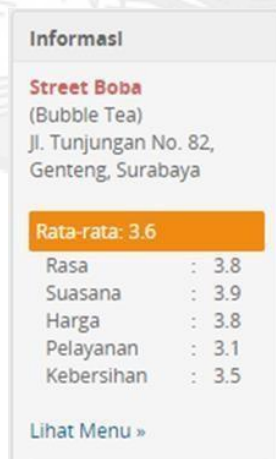 Informasi
Street Boba
(Bubble Tea)
Jl. Tunjungan No. 82,
Genteng, Surabaya
Rata-rata: 3.6
Rasa : 3.8
Suasana : 3.9
Harga : 3.8
Pelayanan : 3.1
Kebersihan : 3.5
Lihat Menu »